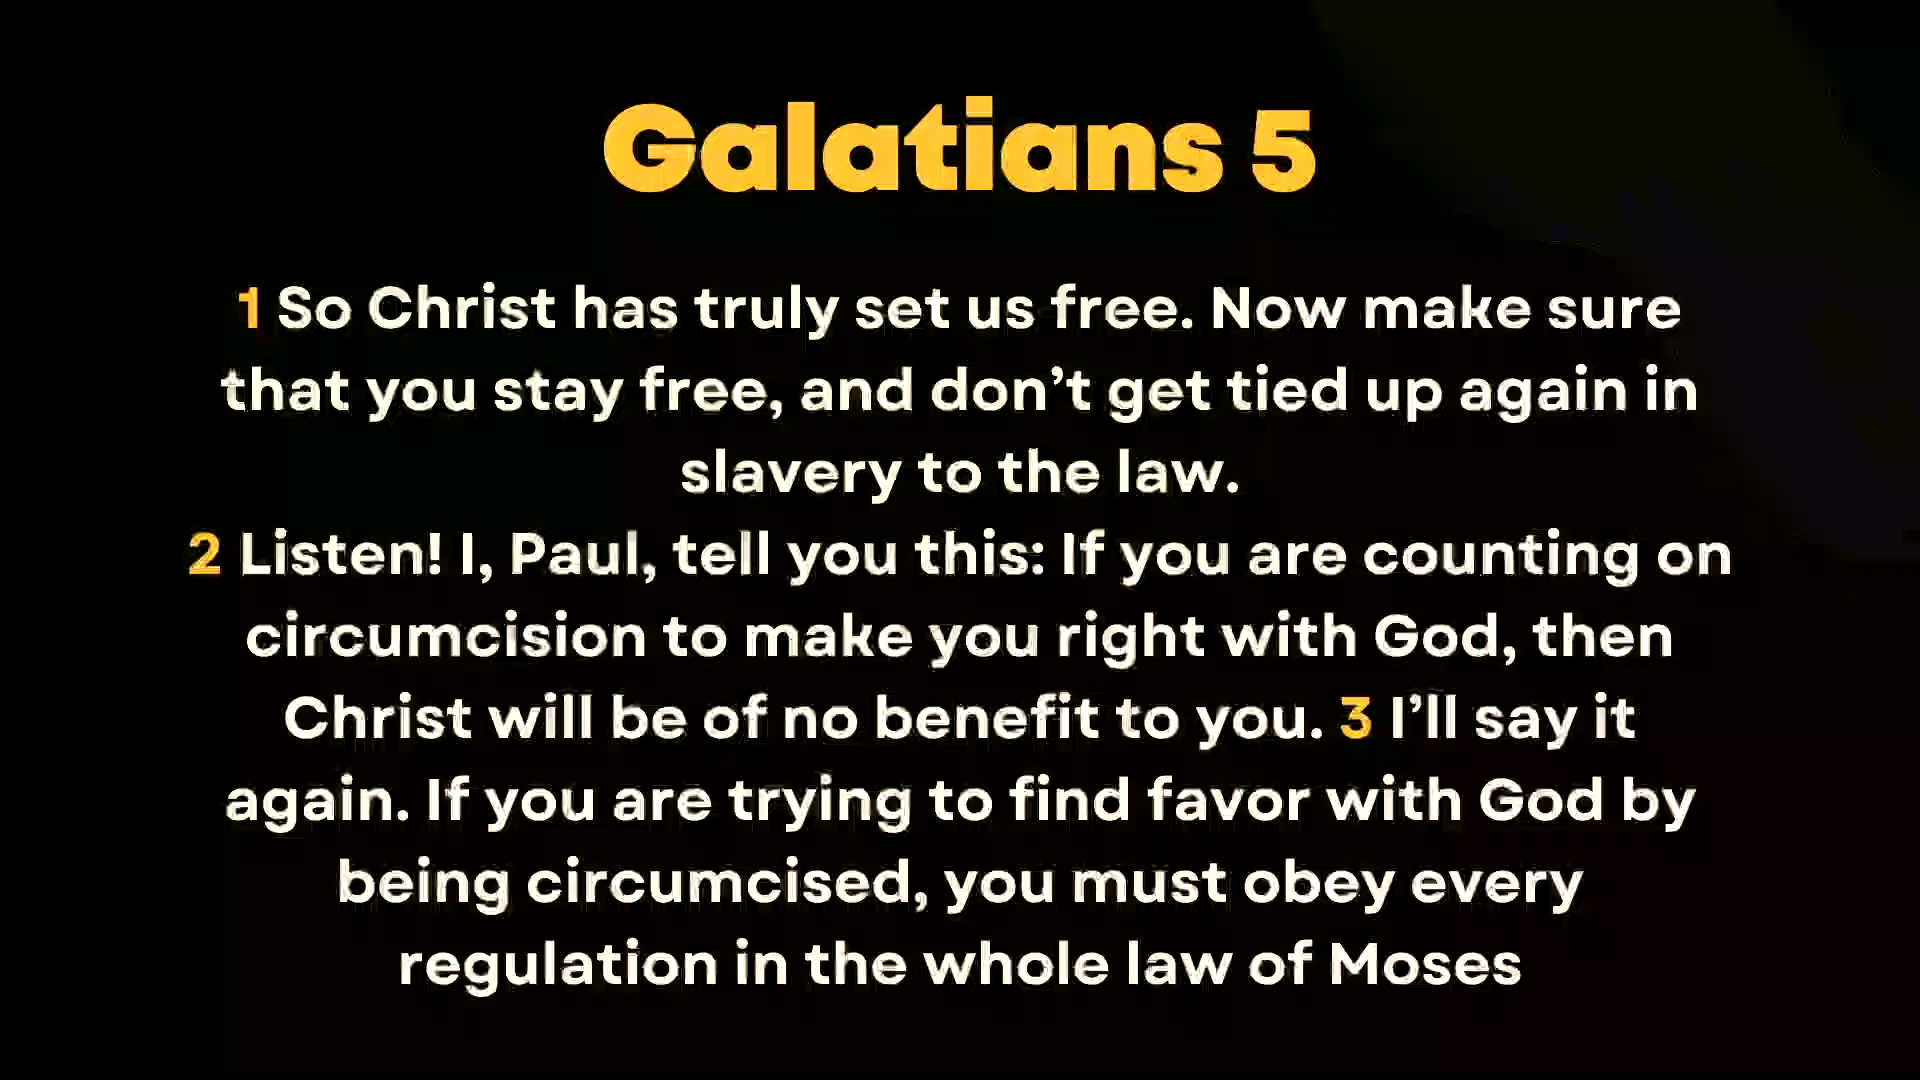 Galatians 5
1 So Christ has truly set us free. Now make sure
that you stay free, and don’t get tied up again in
slavery to the law.
2 Listen! I, Paul, tell you this: If you are counting on
circumcision to make you right with God, then
Christ will be of no benefit to you. 3 I’ll say it
again. If you are trying to find favor with God by
being circumcised, you must obey every
regulation in the whole law of Moses